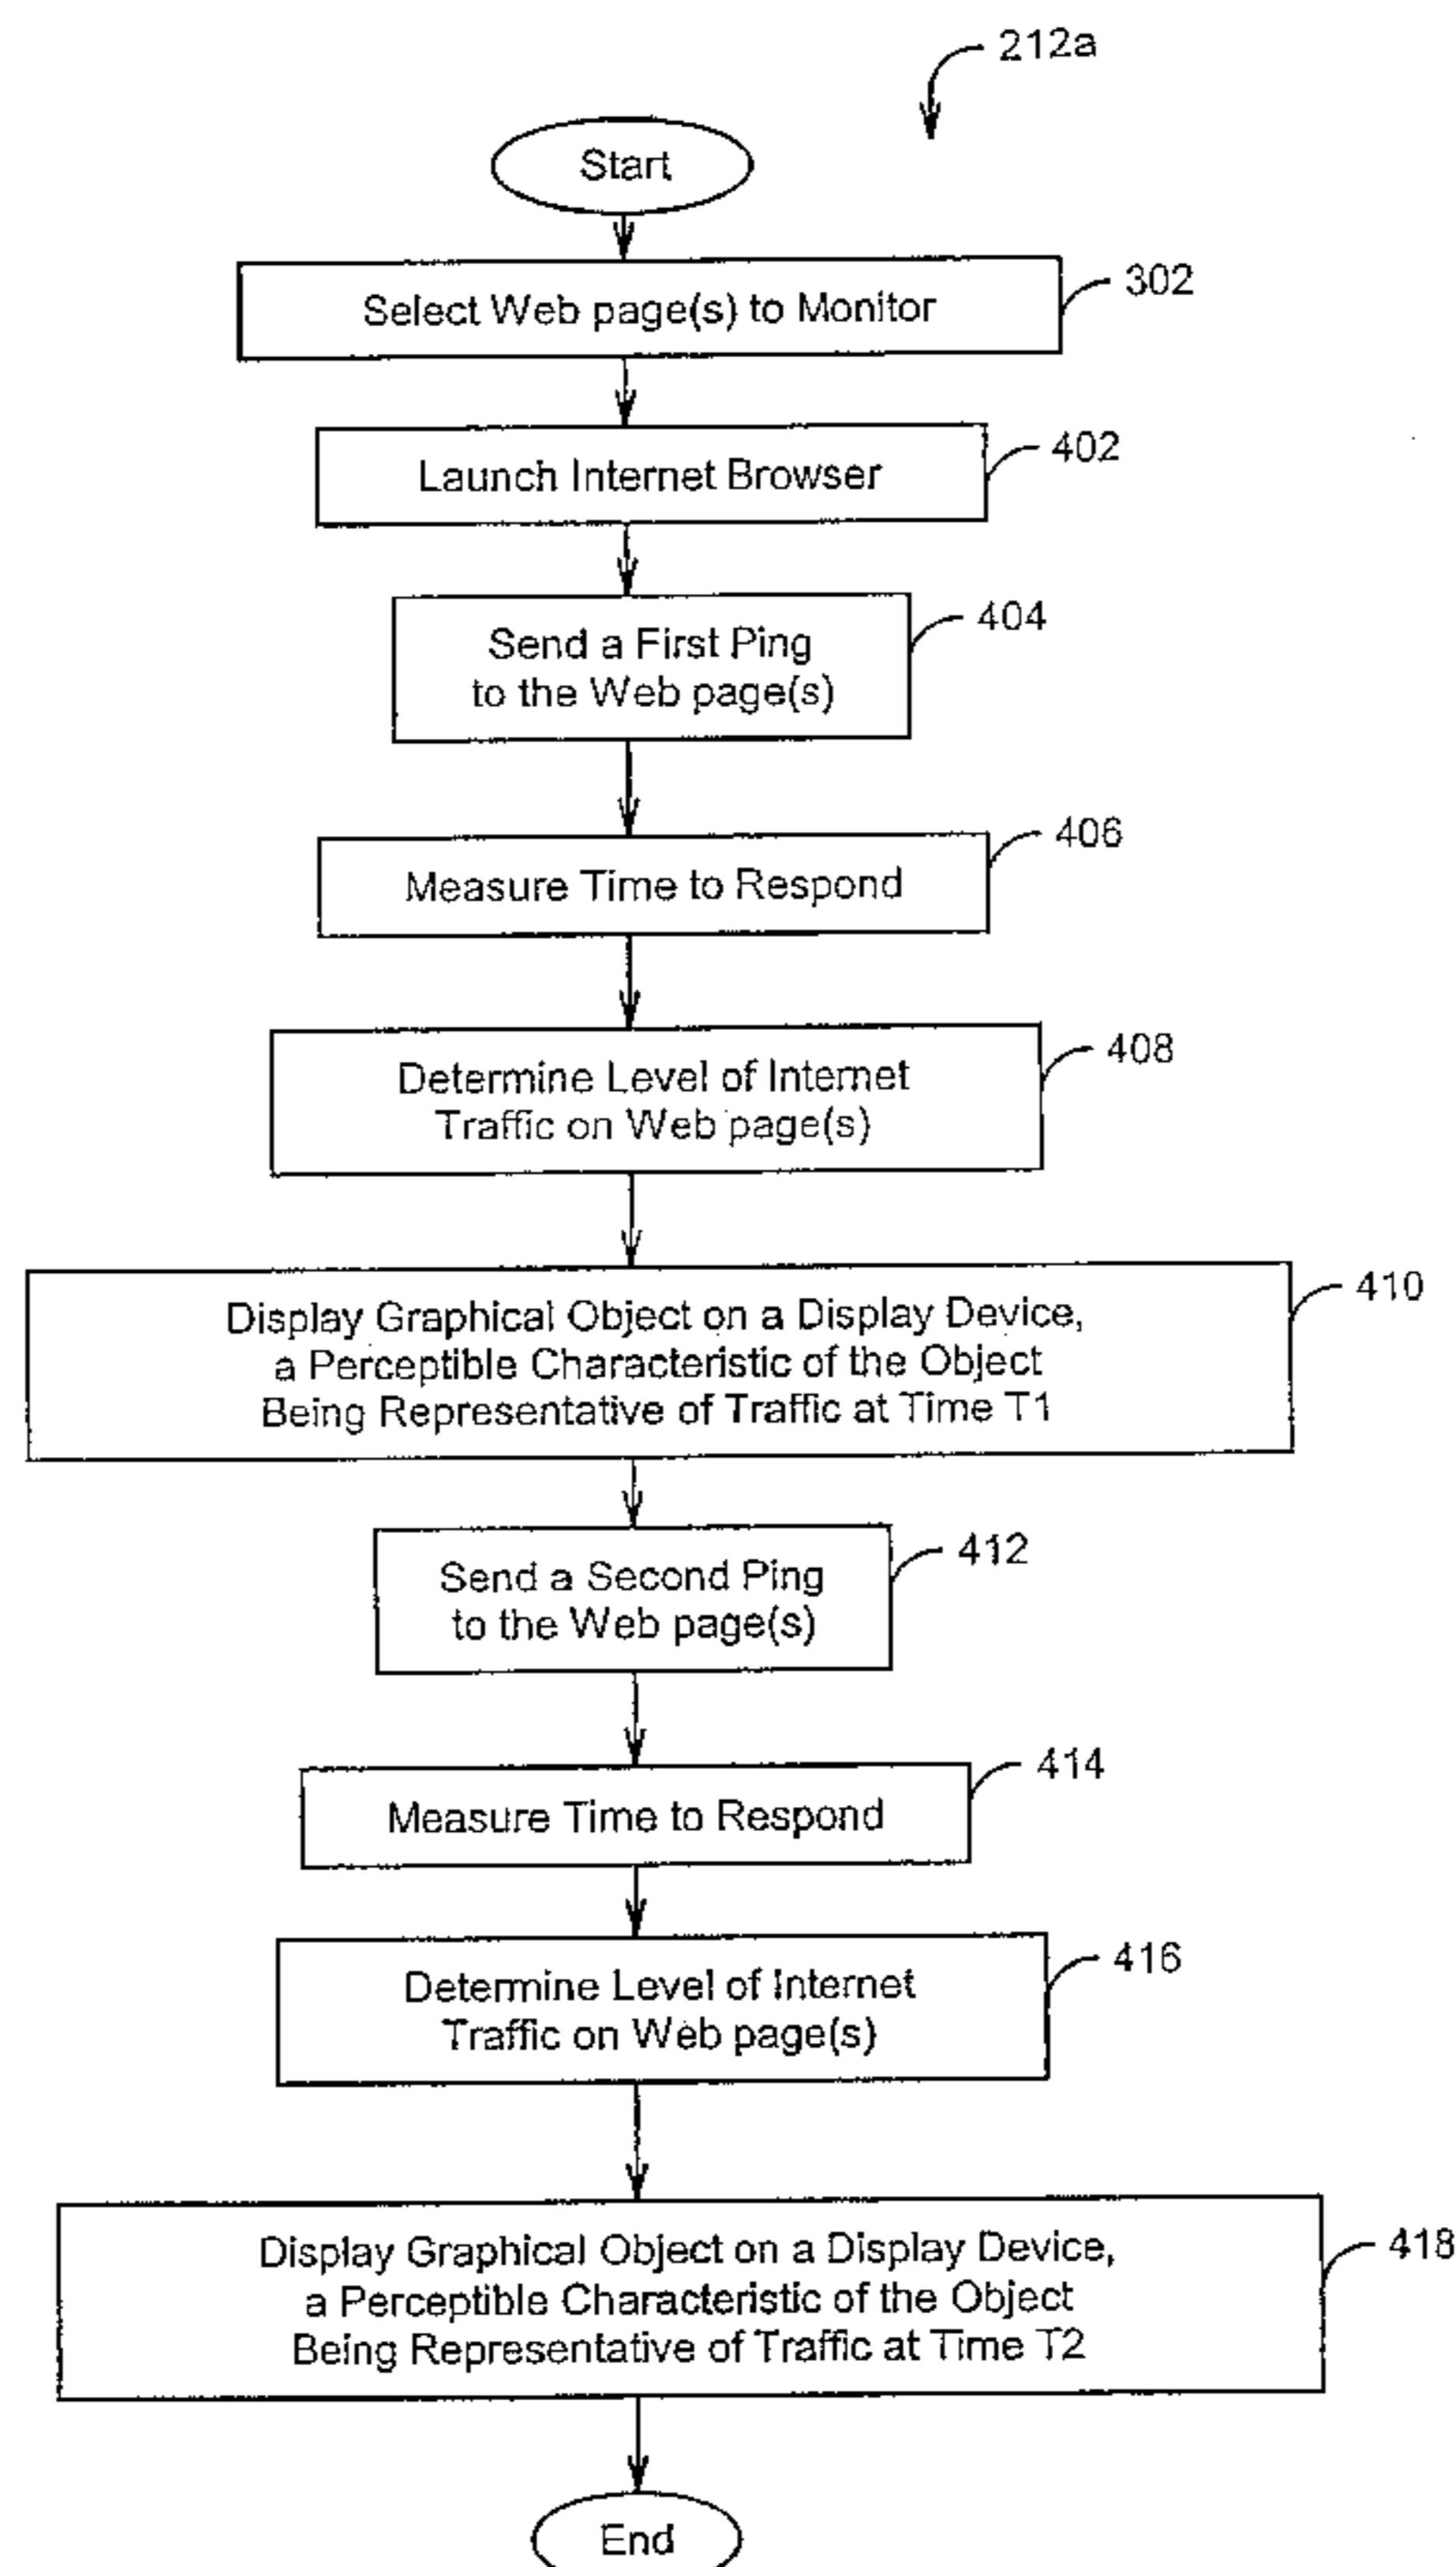 212a
Start
Select Web page(s) to Monitor
302
Launch Internet Browser
402
Send a First Ping
to the Web page(s)
404
Measure Time to Respond
406
Determine Level of Internet
Traffic on Web page(s)
408
Display Graphical Object on a Display Device,
a Perceptible Characteristic of the Object
Being Representative of Traffic at Time T1
410
Send a Second Ping
to the Web page(s)
412
Measure Time to Respond
414
Determine Level of Internet
Traffic on Web page(s)
416
Display Graphical Object on a Display Device,
a Perceptible Characteristic of the Object
Being Representative of Traffic at Time T2
418
End